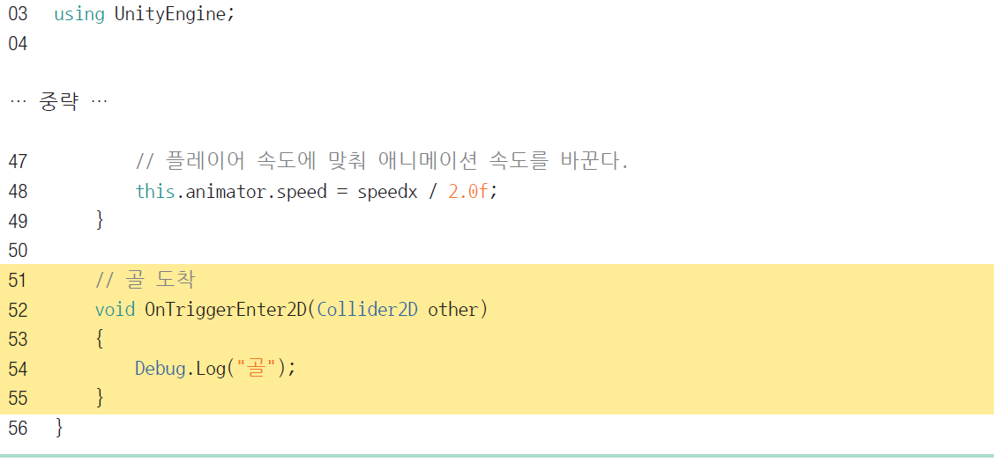 03 using UnityEngine;
04
… 중략 …
47 // 플레이어 속도에 맞춰 애니메이션 속도를 바꾼다.
48 this.animator.speed = speedx / 2.0f;
49 }
50
51 // 골 도착
52 void OnTriggerEnter2D(Collider2D other)
53 {
54 Debug.Log("골");
55 }
56 }